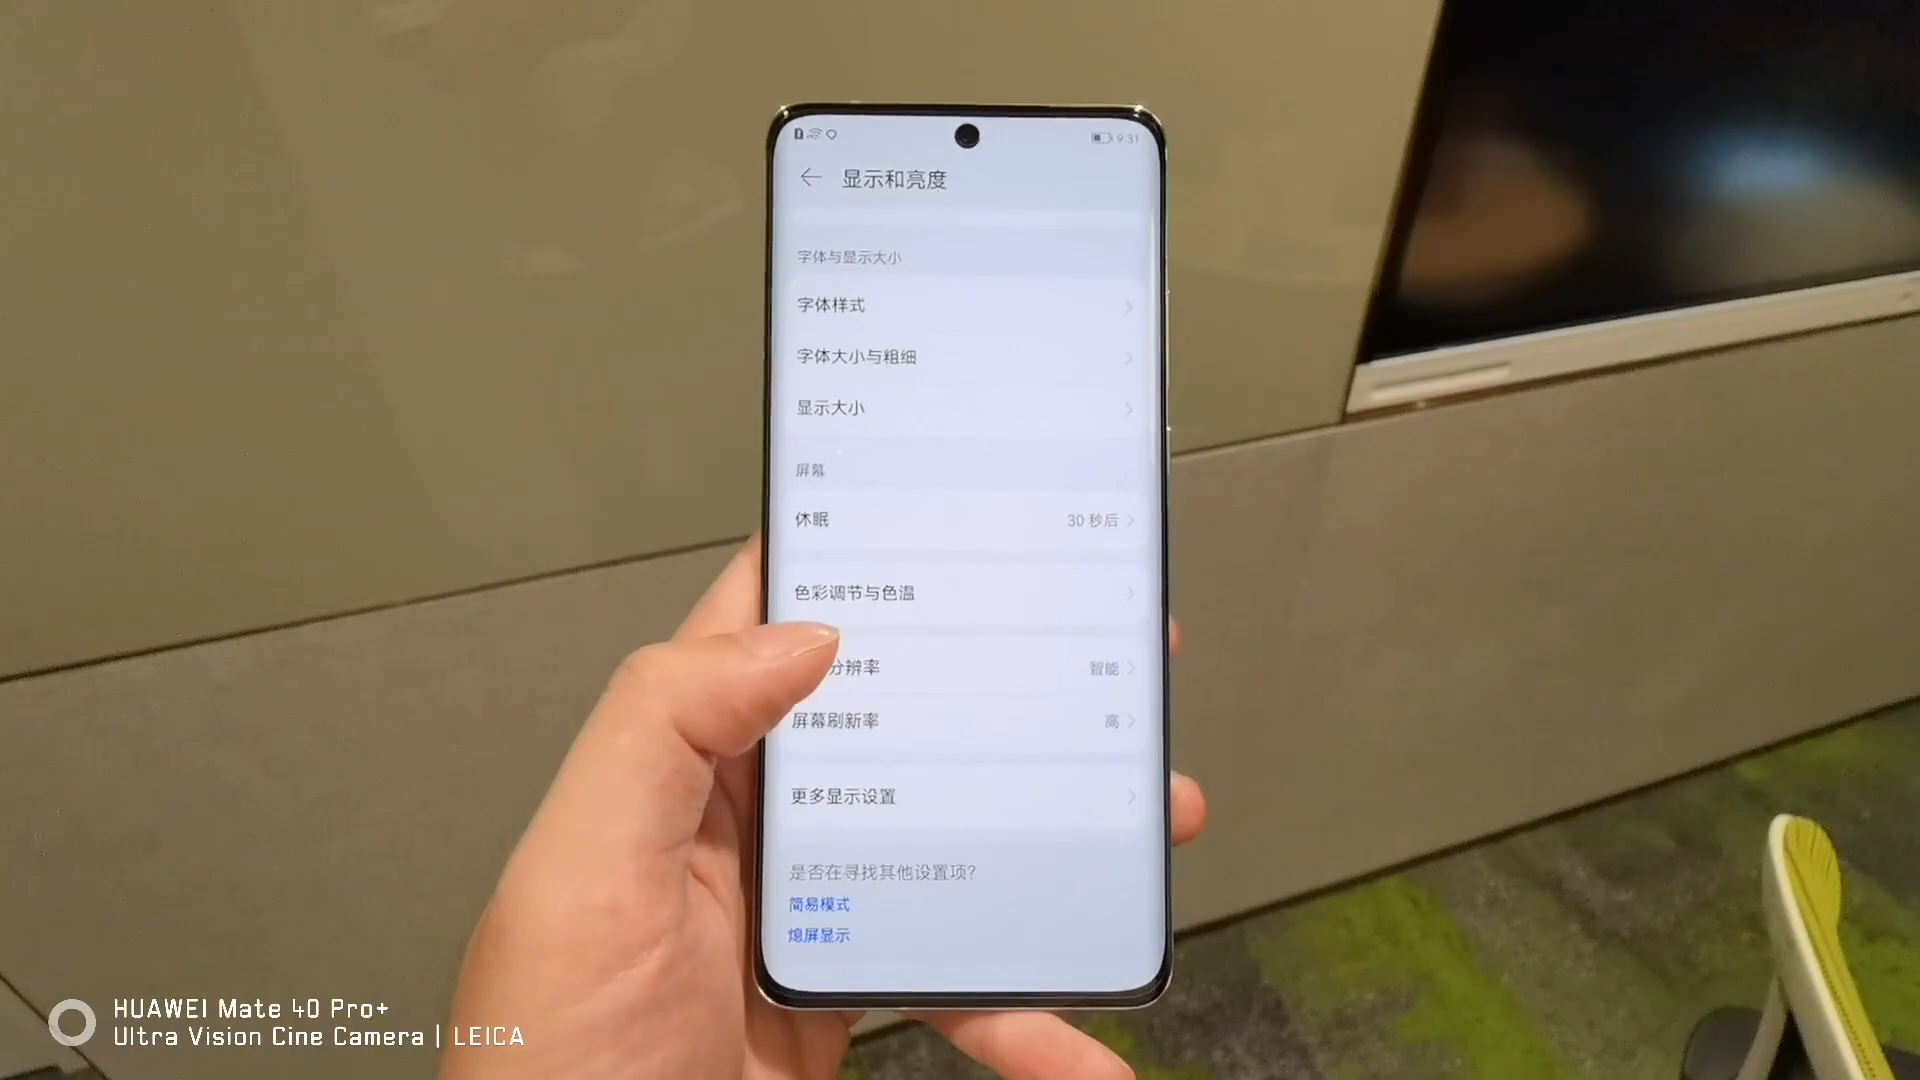 9:31
显示和亮度
字体与显示大小
字体样式
字体大小与粗细
显示大小
屏幕
休眠 30 秒后
色彩调节与色温
分辨率 智能
屏幕刷新率 高
更多显示设置
是否在寻找其他设置项?
简易模式
熄屏显示
HUAWEI Mate 40 Pro+
Ultra Vision Cine Camera | LEICA